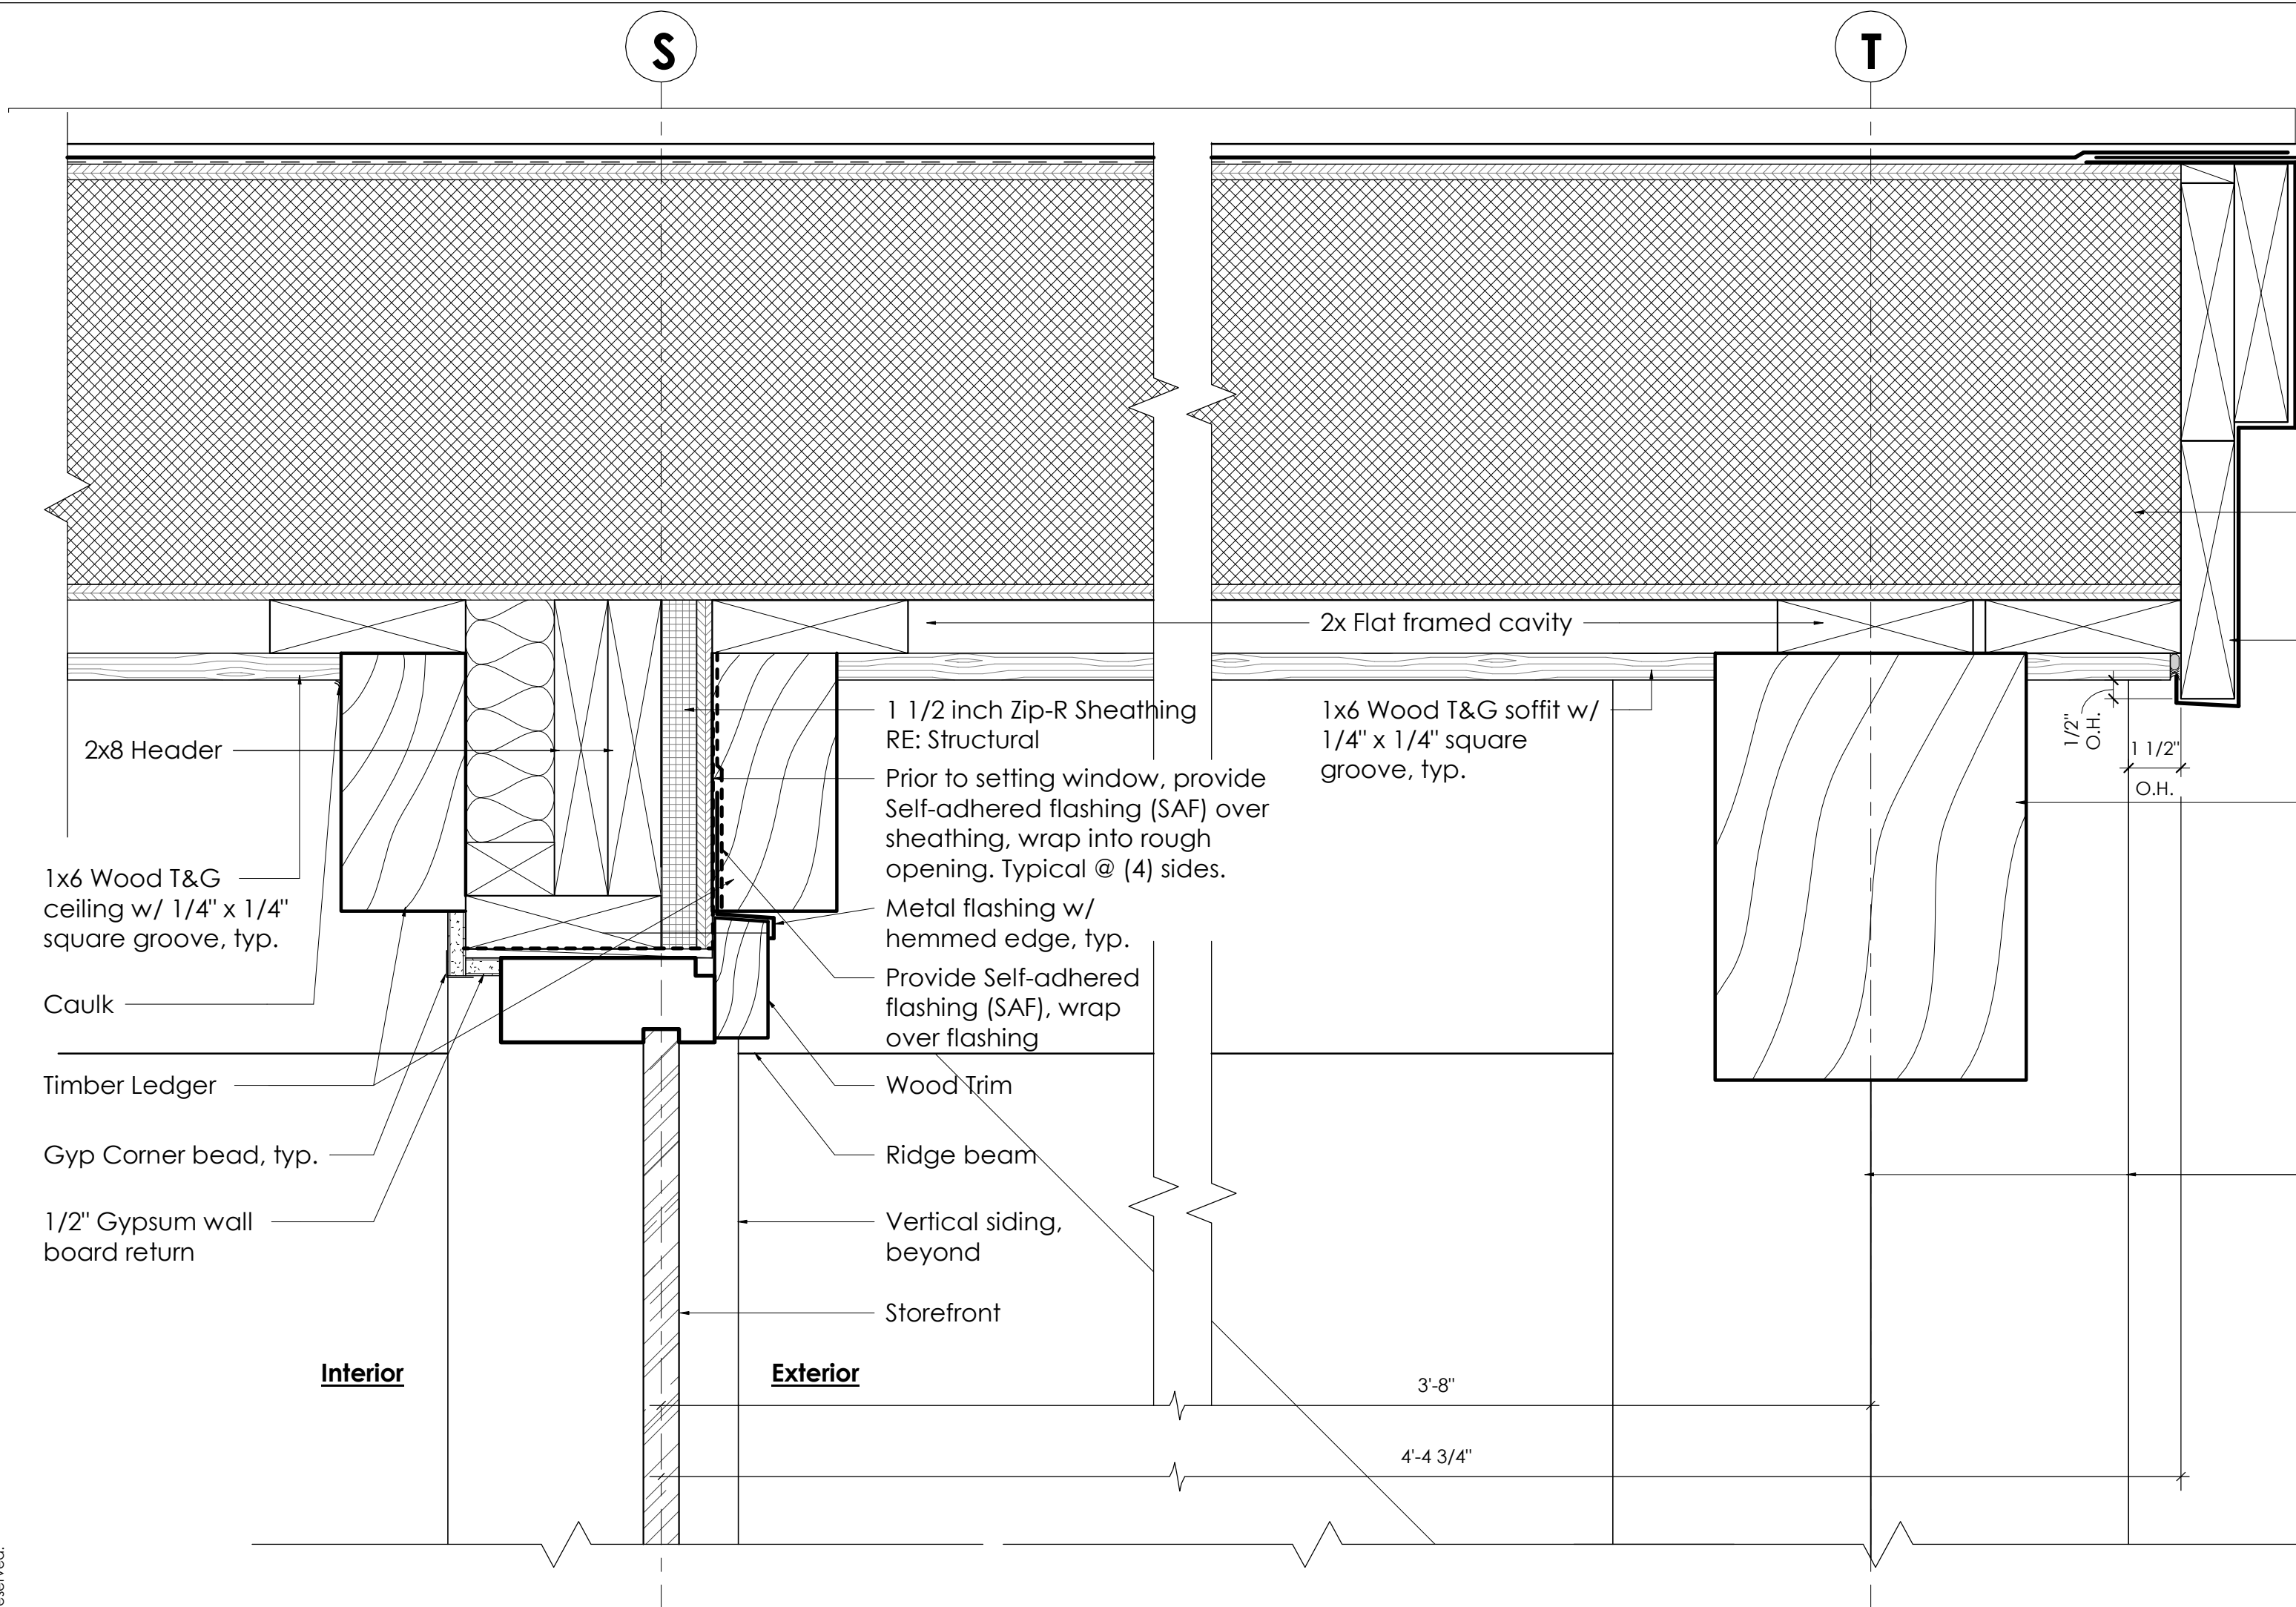 S
T
2x Flat framed cavity
1 1/2 inch Zip-R Sheathing
RE: Structural
1x6 Wood T&G soffit w/
1/4" x 1/4" square
groove, typ.
1/2"
O.H.
1 1/2"
O.H.
2x8 Header
Prior to setting window, provide
Self-adhered flashing (SAF) over
sheathing, wrap into rough
opening. Typical @ (4) sides.
1x6 Wood T&G
ceiling w/ 1/4" x 1/4"
square groove, typ.
Metal flashing w/
hemmed edge, typ.
Caulk
Provide Self-adhered
flashing (SAF), wrap
over flashing
Timber Ledger
Wood Trim
Gyp Corner bead, typ.
Ridge beam
1/2" Gypsum wall
board return
Vertical siding,
beyond
Storefront
Interior
Exterior
3'-8"
4'-4 3/4"